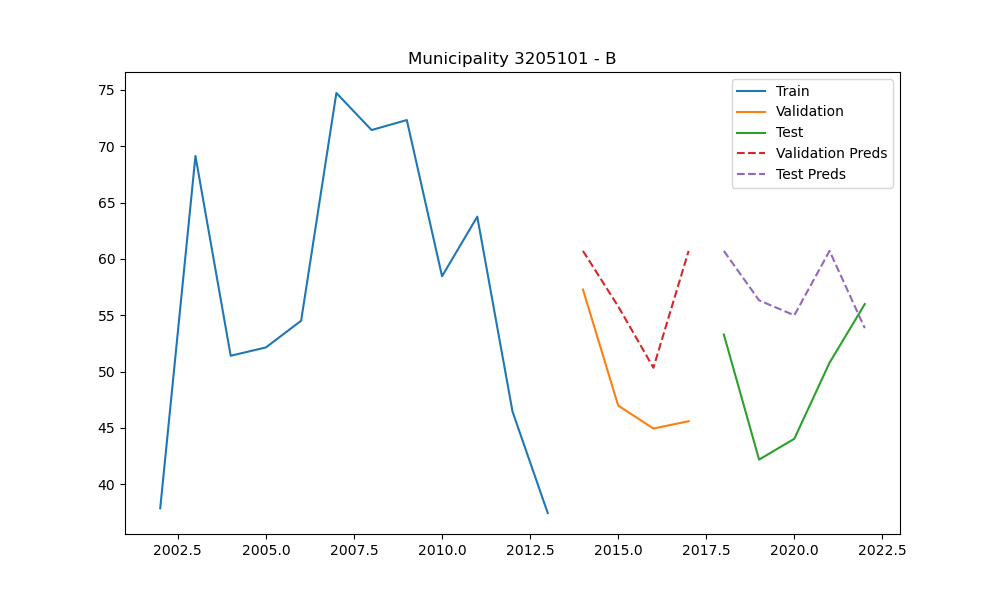 Municipality 3205101 - B
75
70
65
60
55
50
45
40
Train
Validation
Test
Validation Preds
Test Preds
2002.5 2005.0 2007.5 2010.0 2012.5 2015.0 2017.5 2020.0 2022.5